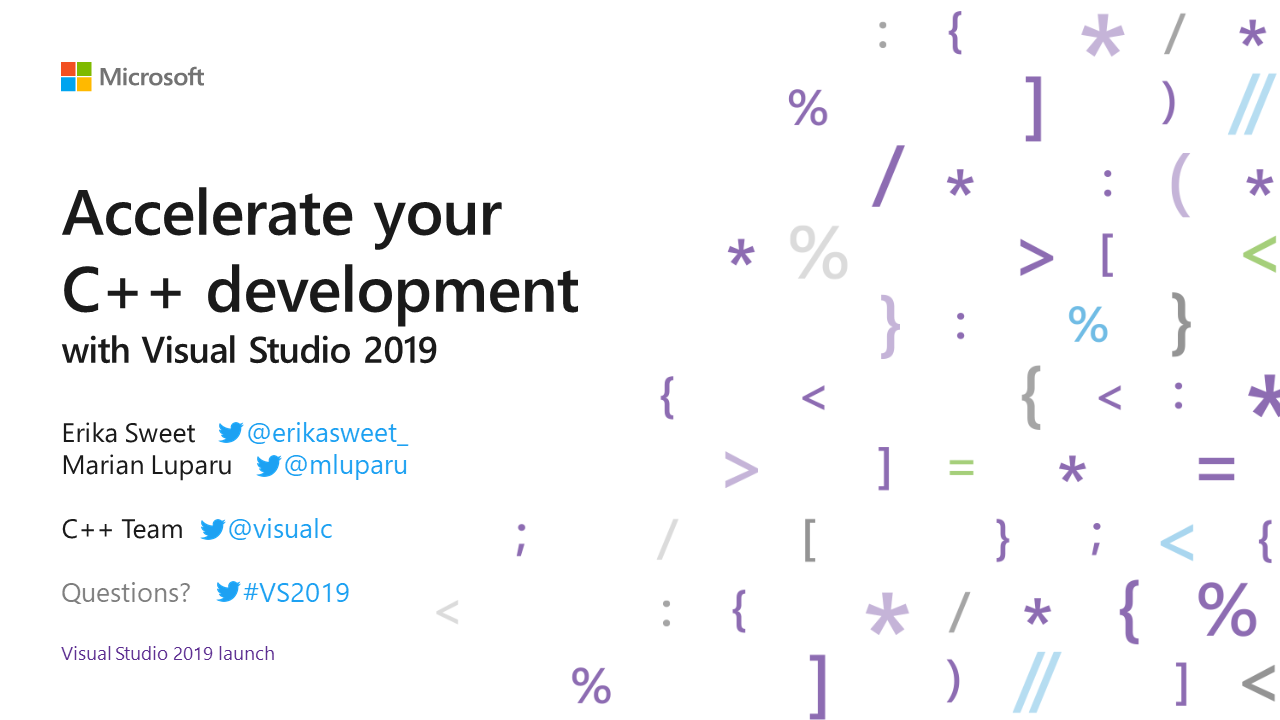 Microsoft
Accelerate your
C++ development
with Visual Studio 2019
Erika Sweet @erikasweet_
Marian Luparu @mluparu
C++ Team @visualc
Questions? #VS2019
Visual Studio 2019 launch
: { * / *
% ] ) //
/ * : ( *
* % > [ <
} : % }
{ < { < : *
> ] = * =
; / [ } ; < {
< : { * / * { %
% ] ) // ] <